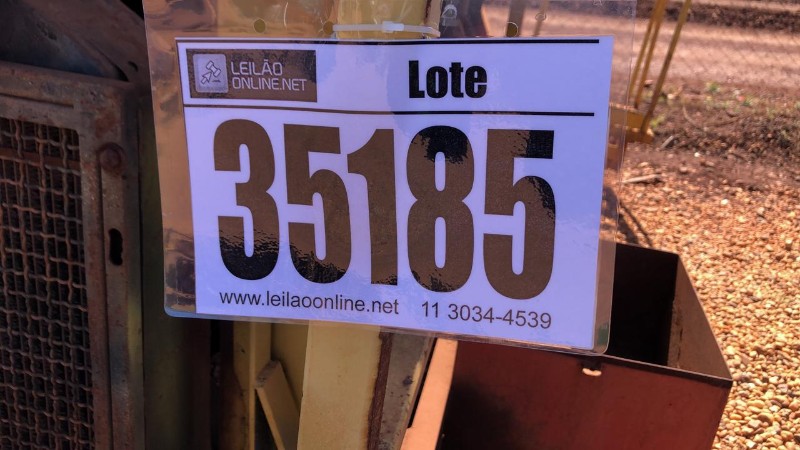 LEILÃO
ONLINE.NET
Lote
35185
www.leilaoonline.net 11 3034-4539